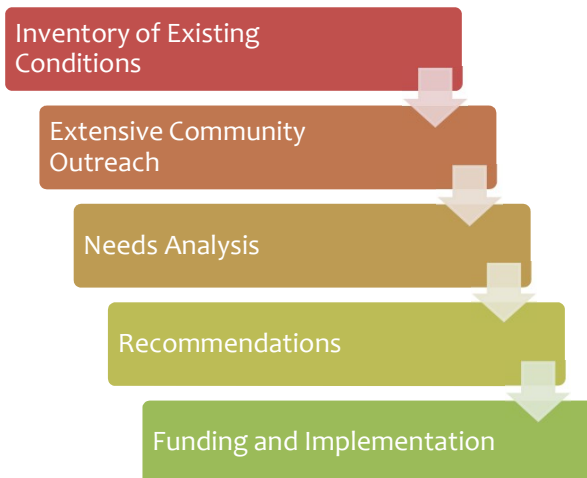 Inventory of Existing
Conditions
Extensive Community
Outreach
Needs Analysis
Recommendations
Funding and Implementation